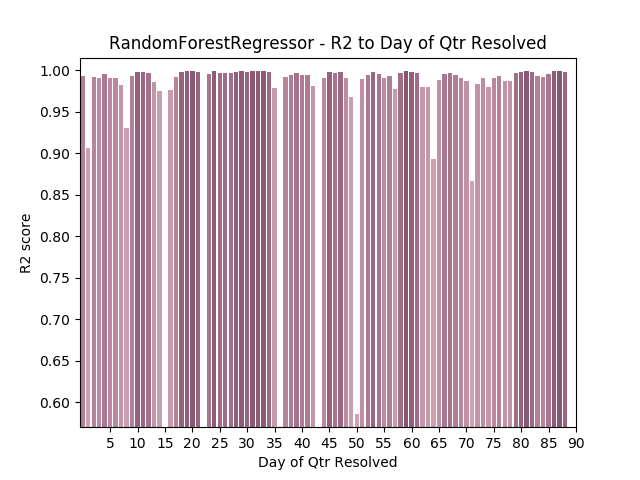 RandomForestRegressor - R2 to Day of Qtr Resolved
1.00
0.95
0.90
0.85
0.80
0.75
0.70
0.65
0.60
R2 score
5 10 15 20 25 30 35 40 45 50 55 60 65 70 75 80 85 90
Day of Qtr Resolved